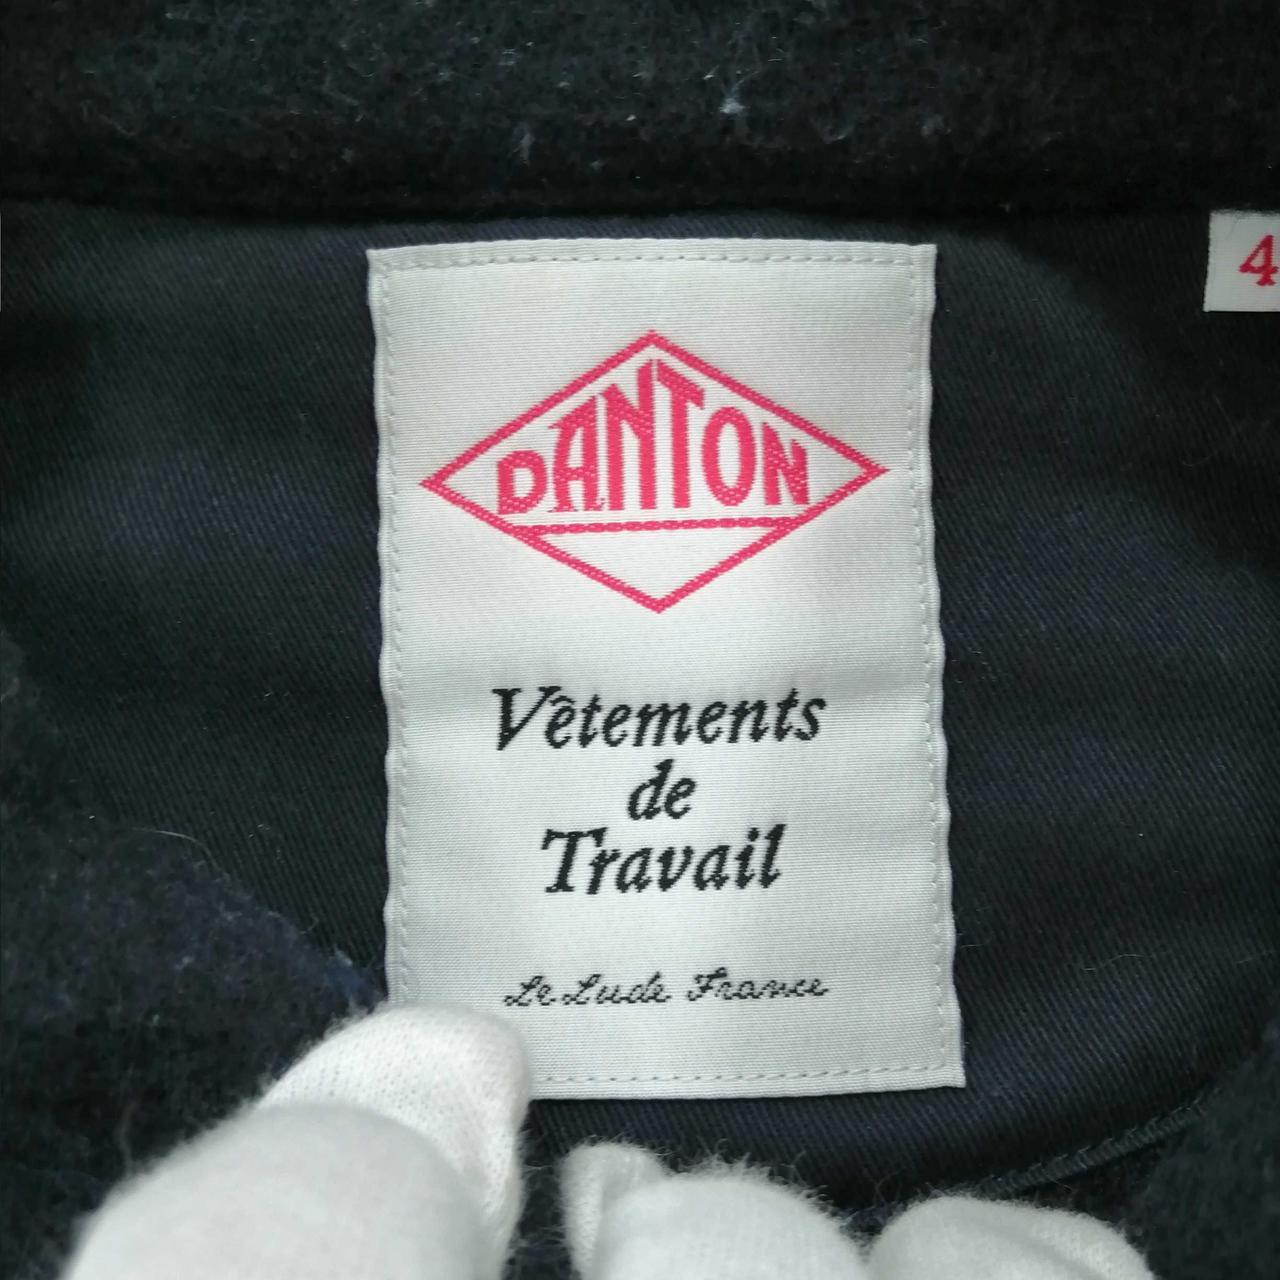 DANTON
4
Vêtements
de
Travail
Le Lude France